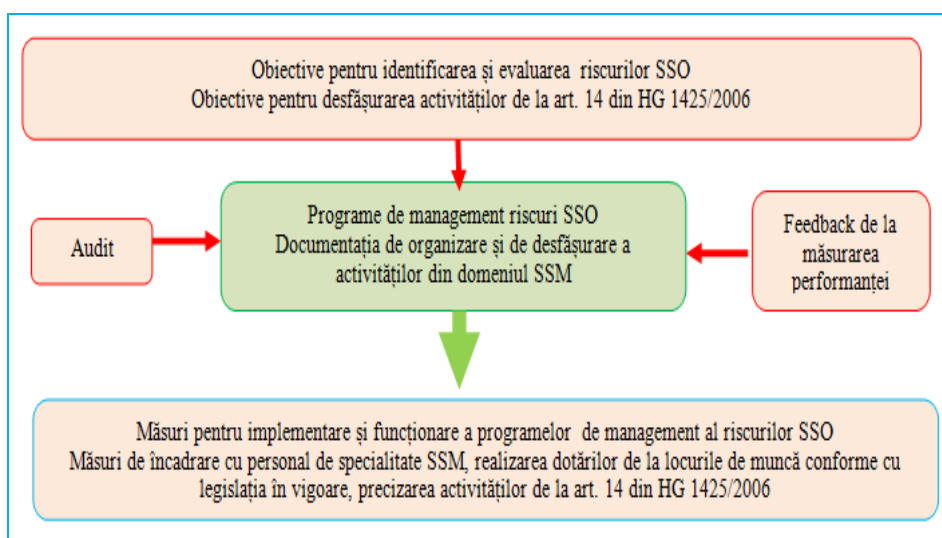 Obiective pentru identificarea și evaluarea riscurilor SSO
Obiective pentru desfășurarea activităților de la art. 14 din HG 1425/2006
Programe de management riscuri SSO
Documentația de organizare și de desfășurare a
activităților din domeniul SSM
Audit
Feedback de la
măsurarea
performanței
Măsuri pentru implementare și funcționare a programelor de management al riscurilor SSO
Măsuri de încadrare cu personal de specialitate SSM, realizarea dotărilor de la locurile de muncă conforme cu
legislația în vigoare, precizarea activităților de la art. 14 din HG 1425/2006